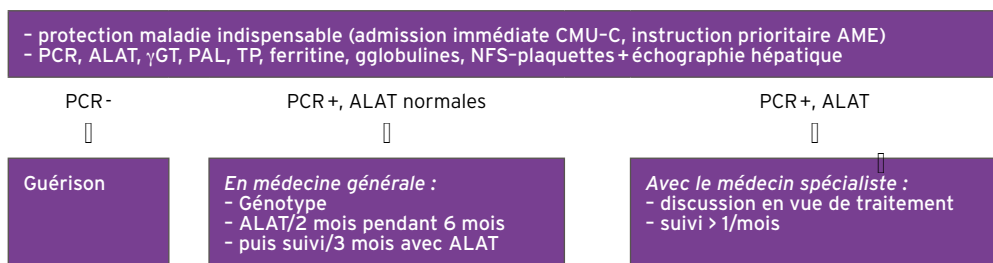 – protection maladie indispensable (admission immédiate CMU-C, instruction prioritaire AME)
– PCR, ALAT, γGT, PAL, TP, ferritine, gglobulines, NFS-plaquettes + échographie hépatique
PCR -
PCR +, ALAT normales
PCR +, ALAT
Guérison
En médecine générale :
– Génotype
– ALAT/2 mois pendant 6 mois
– puis suivi/3 mois avec ALAT
Avec le médecin spécialiste :
– discussion en vue de traitement
– suivi > 1/mois